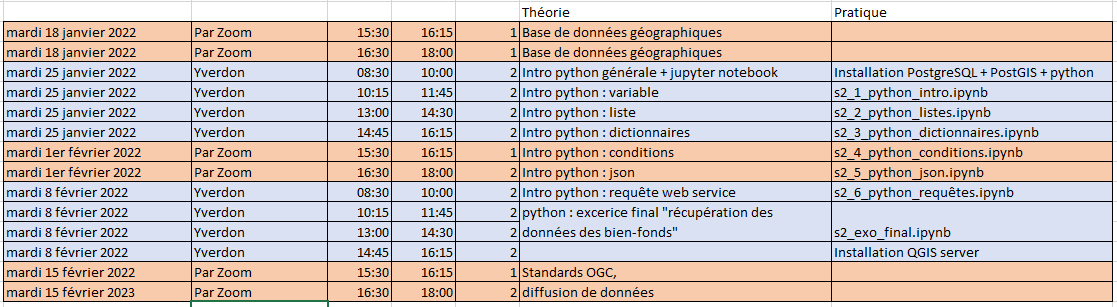 Théorie Pratique
mardi 18 janvier 2022 Par Zoom 15:30 16:15 1 Base de données géographiques
mardi 18 janvier 2022 Par Zoom 16:30 18:00 2 Base de données géographiques
mardi 25 janvier 2022 Yverdon 08:30 10:00 2 Intro python générale + jupyter notebook Installation PostgreSQL + PostGIS + python
mardi 25 janvier 2022 Yverdon 10:15 11:45 2 Intro python : variable s2_1_python_intro.ipynb
mardi 25 janvier 2022 Yverdon 13:00 14:30 2 Intro python : liste s2_2_python_listes.ipynb
mardi 25 janvier 2022 Yverdon 14:45 16:15 2 Intro python : dictionnaires s2_3_python_dictionnaires.ipynb
mardi 1er février 2022 Par Zoom 15:30 16:15 1 Intro python : conditions s2_4_python_conditions.ipynb
mardi 1er février 2022 Par Zoom 16:30 18:00 2 Intro python : json s2_5_python_json.ipynb
mardi 8 février 2022 Yverdon 08:30 10:00 2 Intro python : requête web service s2_6_python_requêtes.ipynb
mardi 8 février 2022 Yverdon 10:15 11:45 2 python : excerice final "récupération des
mardi 8 février 2022 Yverdon 13:00 14:30 2 données des bien-fonds" s2_exo_final.ipynb
mardi 8 février 2022 Yverdon 14:45 16:15 2 Installation QGIS server
mardi 15 février 2022 Par Zoom 15:30 16:15 1 Standards OGC,
mardi 15 février 2023 Par Zoom 16:30 18:00 2 diffusion de données